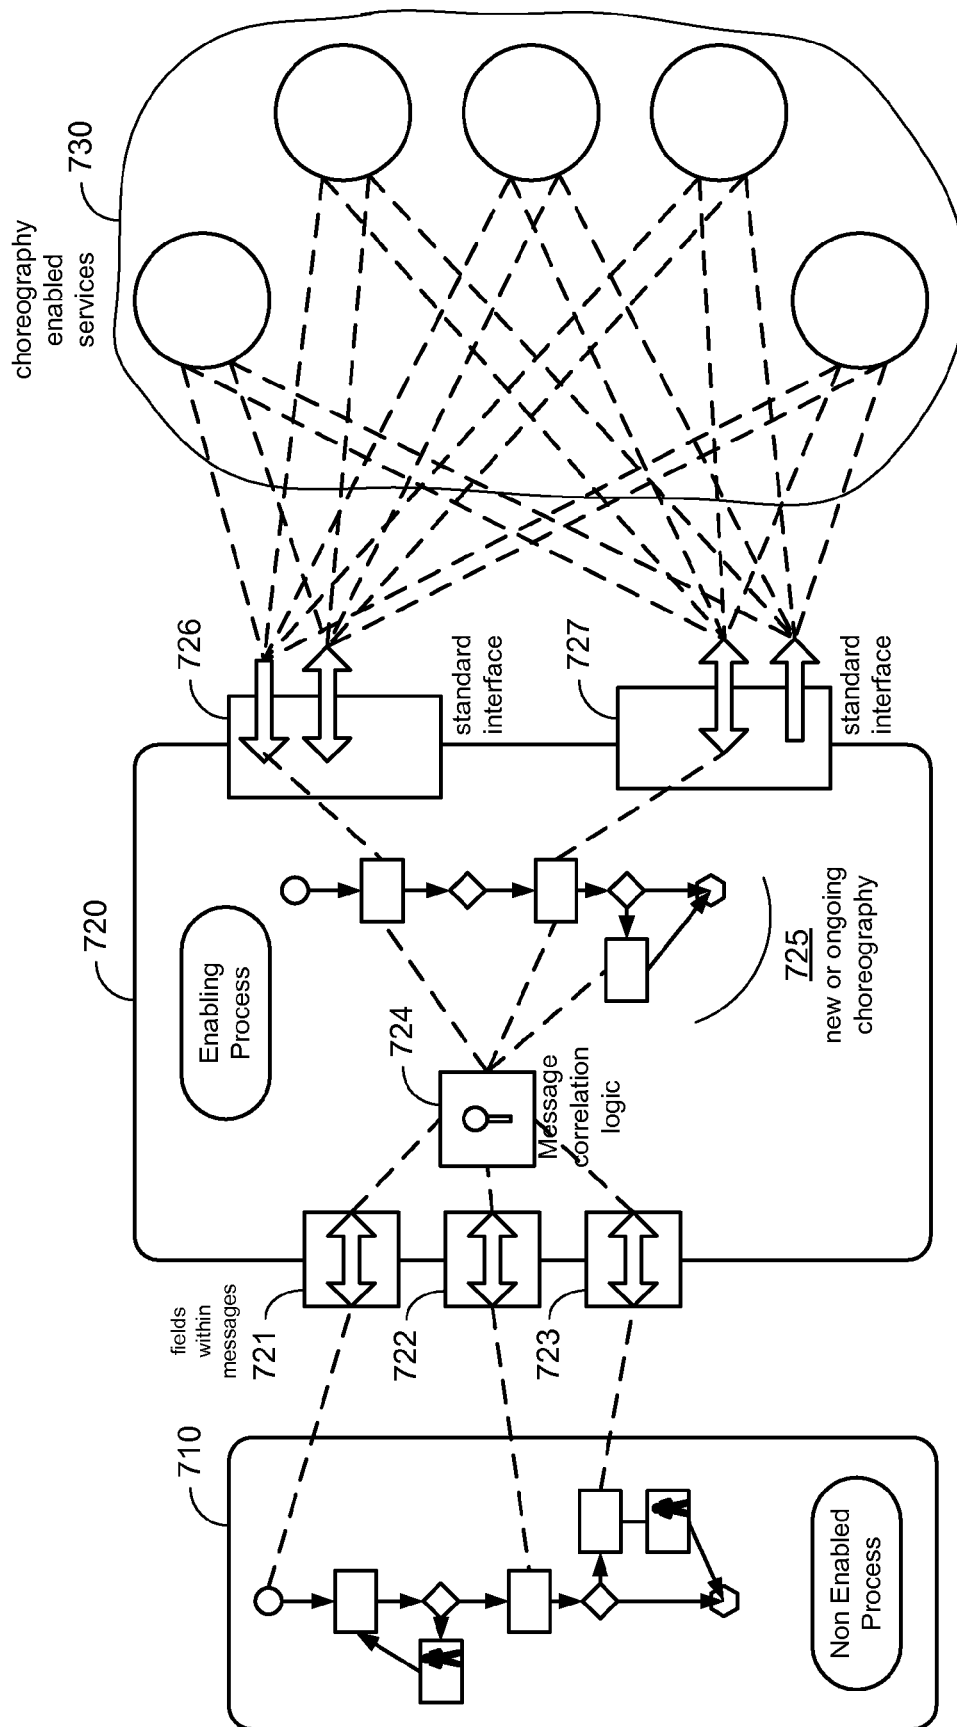 710
Non Enabled
Process
fields
within
messages
721
722
723
720
Enabling
Process
724
Message
correlation
logic
725
new or ongoing
choreography
726
standard
interface
727
standard
interface
choreography
enabled
services
730